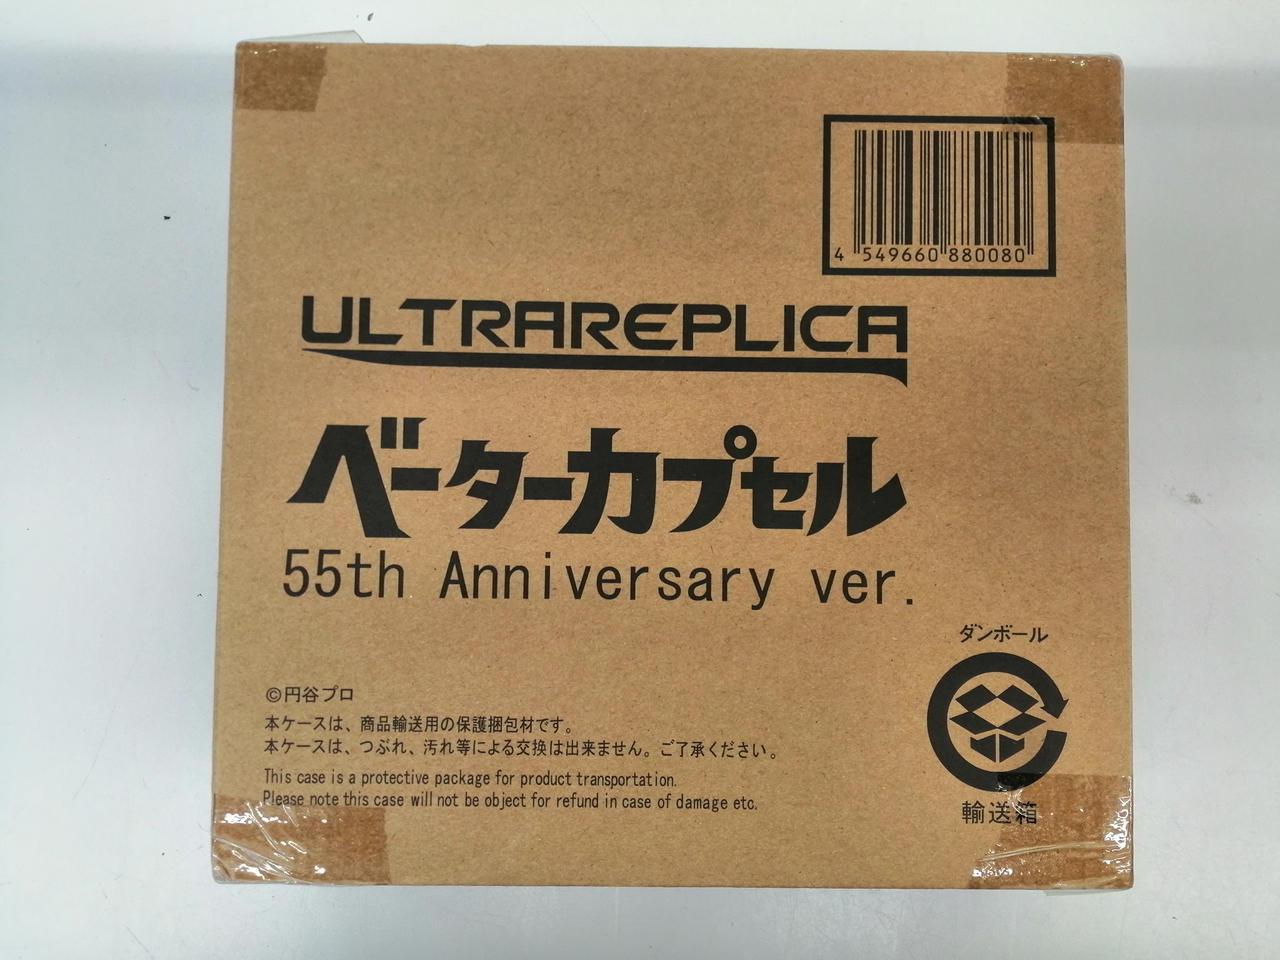 4 549660 880080
ULTRAREPLICA
ベーターカプセル
55th Anniversary ver.
ダンボール
©円谷プロ
本ケースは、商品輸送用の保護梱包材です。
本ケースは、つぶれ、汚れ等による交換は出来ません。ご了承ください。
This case is a protective package for product transportation.
Please note this case will not be object for refund in case of damage etc.
輸送箱